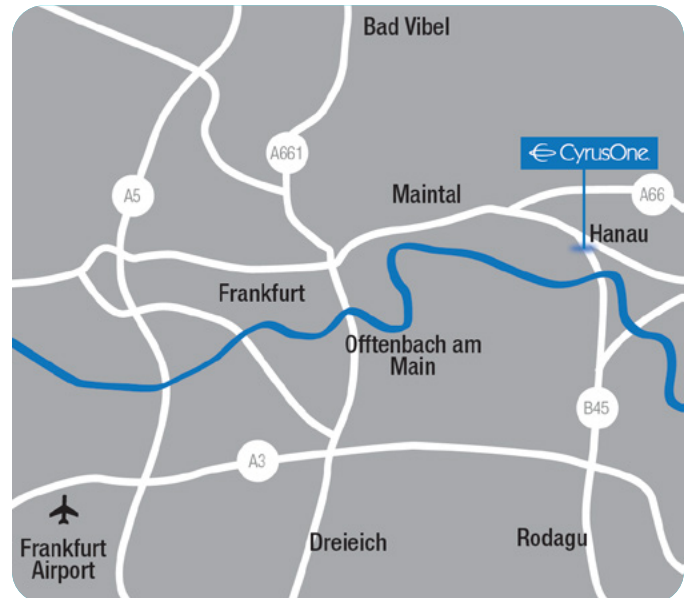 Bad Vibel
A661
CyrusOne
A5
Maintal
A66
Hanau
Frankfurt
Offtenbach am
Main
B45
A3
Frankfurt
Airport
Dreieich
Rodagu